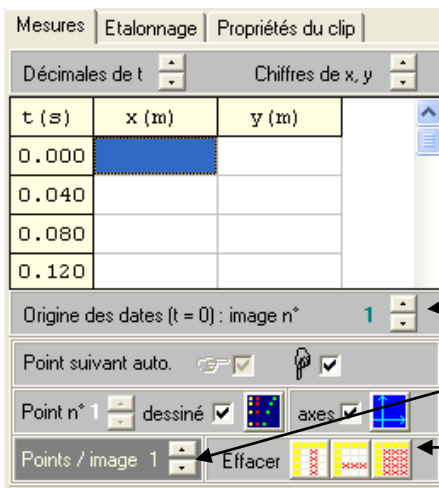 Mesures Etalonnage Propriétés du clip
Décimales de t Chiffres de x, y
t (s) x (m) y (m)
0.000
0.040
0.080
0.120
Origine des dates (t = 0) : image n° 1
Point suivant auto.
Point n° 1 dessiné axes
Points / image 1 Effacer